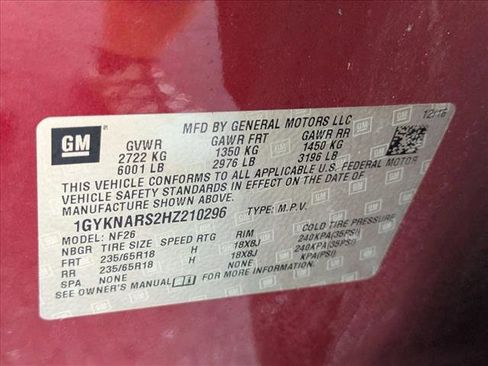 GM
MFD BY GENERAL MOTORS LLC
12/16
GVWR GAWR FRT GAWR RR
2722 KG 1350 KG 1450 KG
6001 LB 2976 LB 3196 LB
THIS VEHICLE CONFORMS TO ALL APPLICABLE U.S. FEDERAL MOTOR
VEHICLE SAFETY STANDARDS IN EFFECT ON THE DATE OF
MANUFACTURE SHOWN ABOVE.
1GYKNARS2HZ210296 TYPE: M.P.V.
MODEL: NF26
NBGR TIRE SIZE SPEED RTG RIM COLD TIRE PRESSURE
FRT 235/65R18 H 18X8J 240KPA(35PSI)
RR 235/65R18 H 18X8J 240KPA(35PSI)
SPA NONE NONE KPA(PSI)
SEE OWNER'S MANUAL FOR MORE INFORMATION